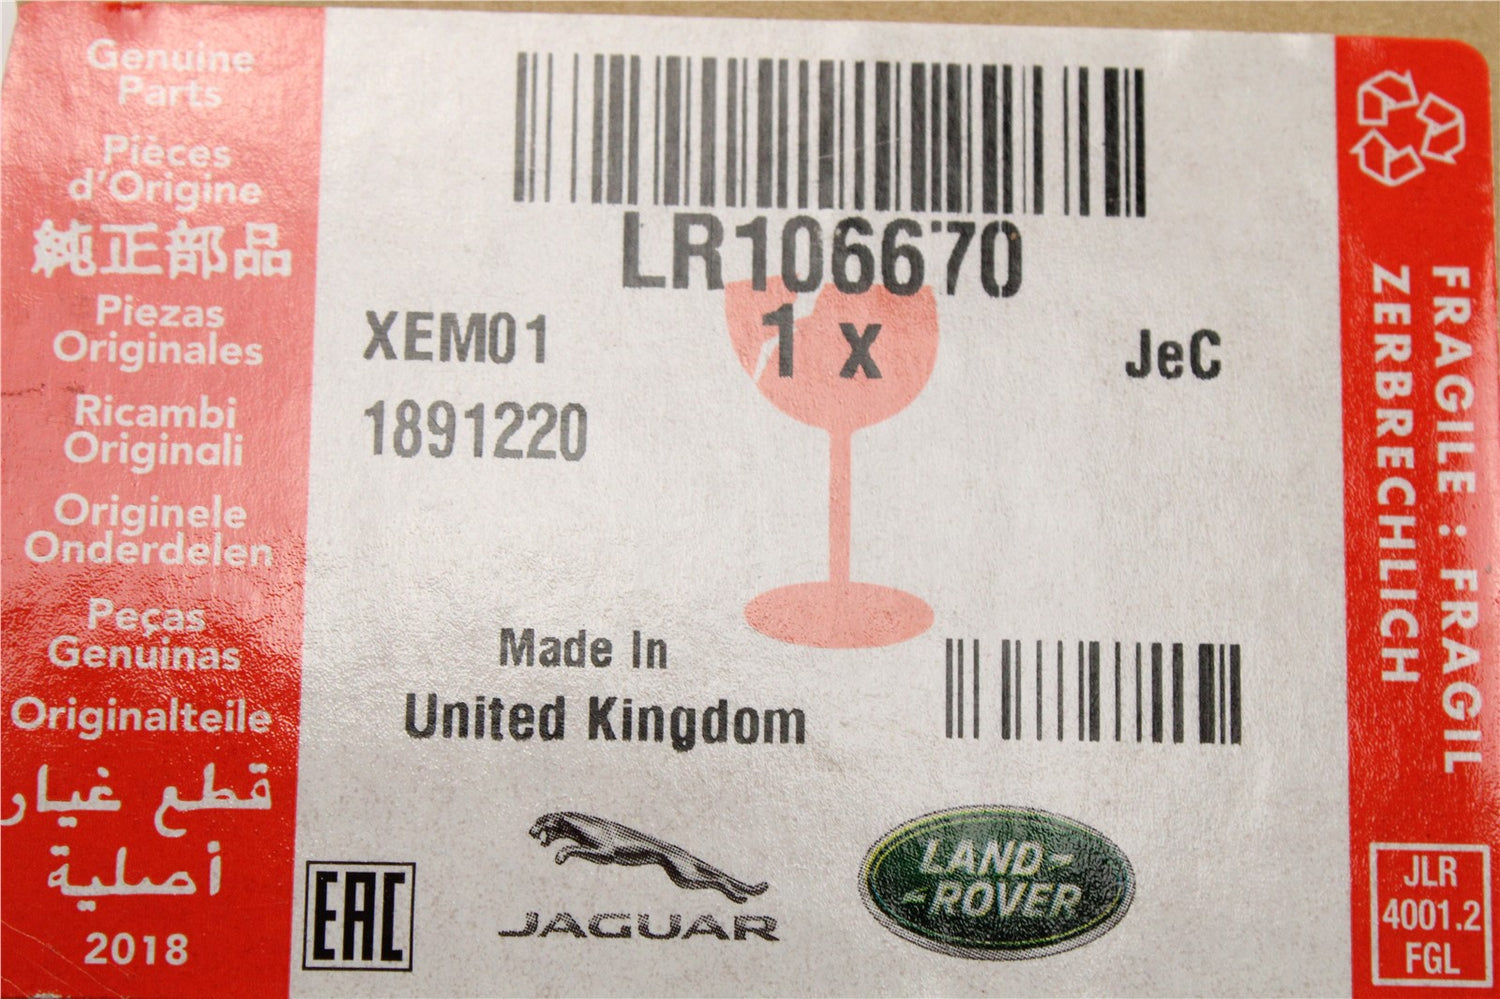 Genuine
Parts
Pièces
d'Origine
純正部品
Piezas
Originales
Ricambi
Originali
Originele
Onderdelen
Peças
Genuinas
Originalteile
قطع غيار
أصلية
2018
LR106670
XEM01
1 x
JeC
1891220
Made In
United Kingdom
EAC
JAGUAR
LAND-
-ROVER
FRAGILE : FRAGIL
ZERBRECHLICH
JLR
4001.2
FGL